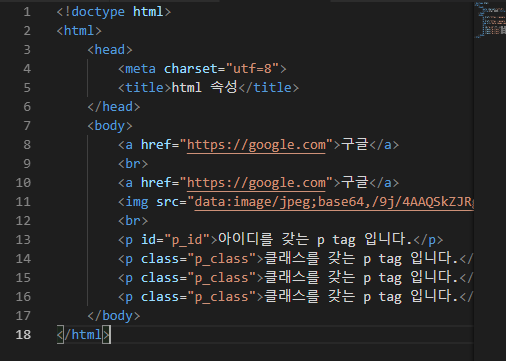 1 <!doctype html>
2 <html>
3 <head>
4 <meta charset="utf=8">
5 <title>html 속성</title>
6 </head>
7 <body>
8 <a href="https://google.com">구글</a>
9 <br>
10 <a href="https://google.com">구글</a>
11 <img src="data:image/jpeg;base64,/9j/4AAQSkZJRg
12 <br>
13 <p id="p_id">아이디를 갖는 p tag 입니다.</p>
14 <p class="p_class">클래스를 갖는 p tag 입니다.</
15 <p class="p_class">클래스를 갖는 p tag 입니다.</
16 <p class="p_class">클래스를 갖는 p tag 입니다.</
17 </body>
18 </html>